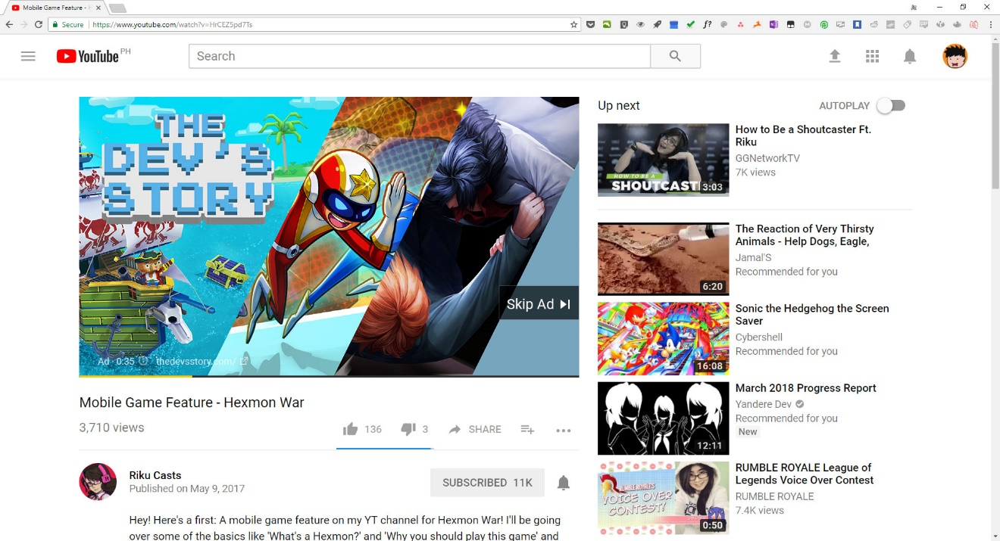 Mobile Game Feature - H
Secure https://www.youtube.com/watch?v=HrCEZ5pd7Ts
YouTube PH
Search
THE
DEV'S
STORY
Skip Ad
Ad · 0:35 thedevsstory.com/
Mobile Game Feature - Hexmon War
3,710 views
136 3 SHARE
Riku Casts
Published on May 9, 2017
SUBSCRIBED 11K
Hey! Here's a first: A mobile game feature on my YT channel for Hexmon War! I'll be going
over some of the basics like 'What's a Hexmon?' and 'Why you should play this game' and
Up next
AUTOPLAY
HOW TO BE A
SHOUTCAST
3:03
How to Be a Shoutcaster Ft.
Riku
GGNetworkTV
7K views
6:20
The Reaction of Very Thirsty
Animals - Help Dogs, Eagle,
Jamal'S
Recommended for you
16:08
Sonic the Hedgehog the Screen
Saver
Cybershell
Recommended for you
12:11
March 2018 Progress Report
Yandere Dev
Recommended for you
New
RUMBLE ROYALE'S
VOICE OVER
CONTEST!
0:50
RUMBLE ROYALE League of
Legends Voice Over Contest
RUMBLE ROYALE
7.4K views